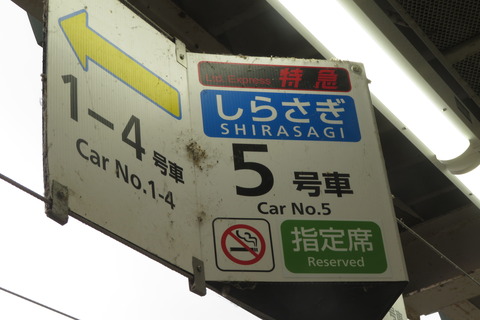 1-4号車
Car No.1-4
Ltd. Express 特急
しらさぎ
SHIRASAGI
5号車
Car No.5
指定席
Reserved